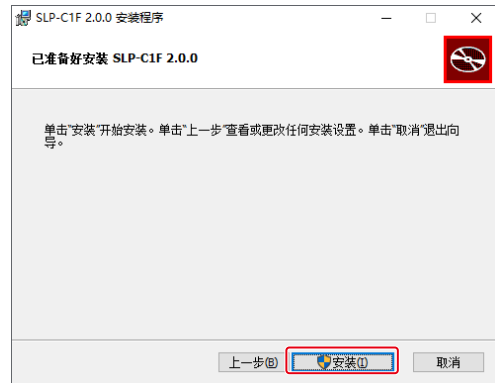 SLP-C1F 2.0.0 安装程序
已准备好安装 SLP-C1F 2.0.0
单击"安装"开始安装。单击"上一步"查看或更改任何安装设置。单击"取消"退出向
导。
上一步(B) 安装(I) 取消